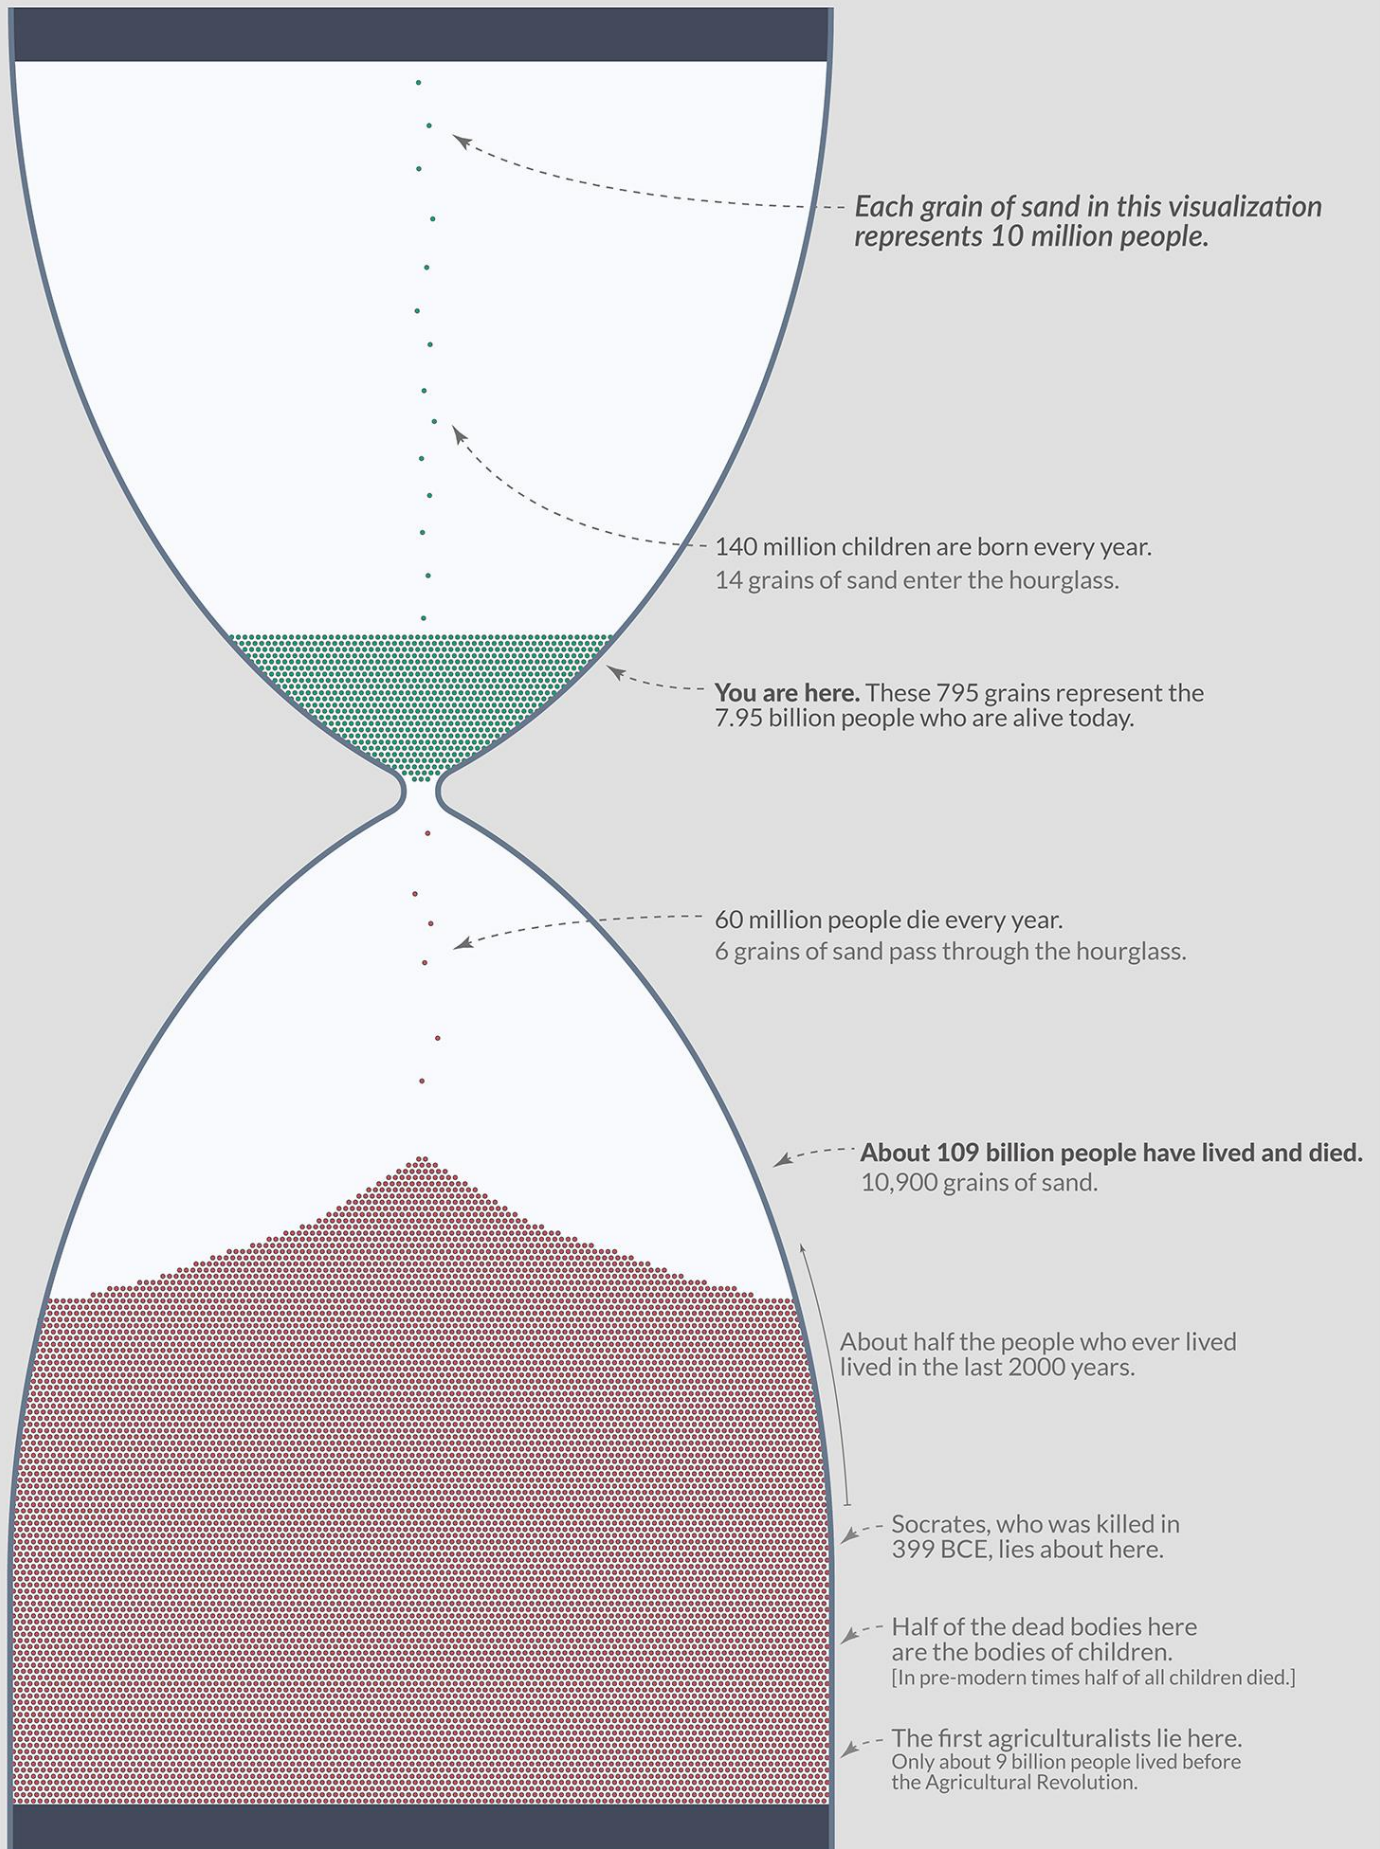 Each grain of sand in this visualization
represents 10 million people.
140 million children are born every year.
14 grains of sand enter the hourglass.
You are here. These 795 grains represent the
7.95 billion people who are alive today.
60 million people die every year.
6 grains of sand pass through the hourglass.
About 109 billion people have lived and died.
10,900 grains of sand.
About half the people who ever lived
lived in the last 2000 years.
Socrates, who was killed in
399 BCE, lies about here.
Half of the dead bodies here
are the bodies of children.
[In pre-modern times half of all children died.]
The first agriculturalists lie here.
Only about 9 billion people lived before
the Agricultural Revolution.